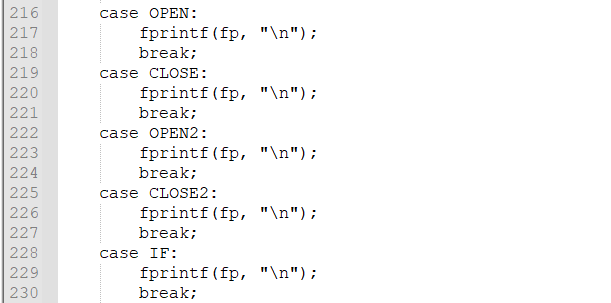 216 case OPEN:
217 fprintf(fp, "\n");
218 break;
219 case CLOSE:
220 fprintf(fp, "\n");
221 break;
222 case OPEN2:
223 fprintf(fp, "\n");
224 break;
225 case CLOSE2:
226 fprintf(fp, "\n");
227 break;
228 case IF:
229 fprintf(fp, "\n");
230 break;